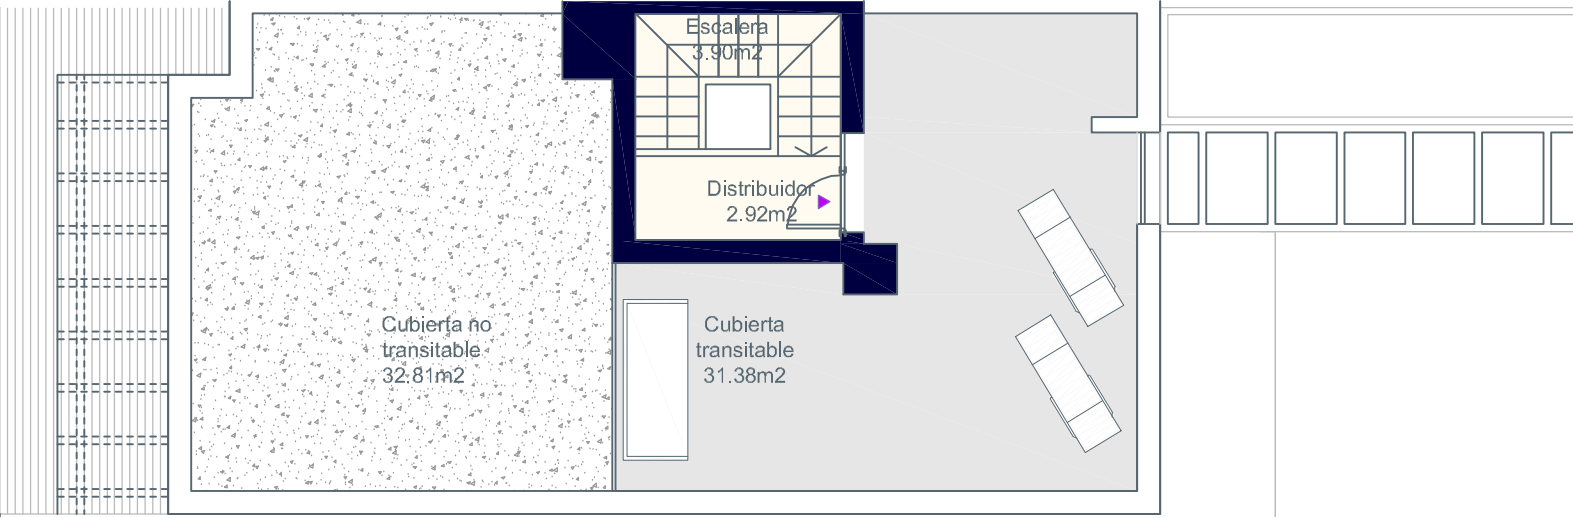 Escalera
3.90m2
Distribuidor
2.92m2
Cubierta no
transitable
32.81m2
Cubierta
transitable
31.38m2